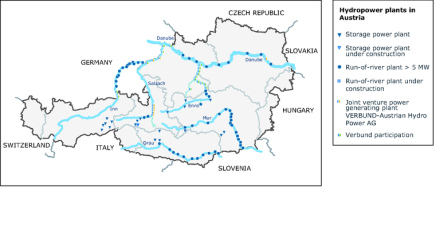 CZECH REPUBLIC
Danube
Danube
SLOVAKIA
GERMANY
Salzach
Enns
Inn
HUNGARY
Mur
Drau
SWITZERLAND
ITALY
SLOVENIA
Hydropower plants in
Austria
Storage power plant
Storage power plant
under construction
Run-of-river plant > 5 MW
Run-of-river plant under
construction
Joint venture power
generating plant
VERBUND-Austrian Hydro
Power AG
Verbund participation